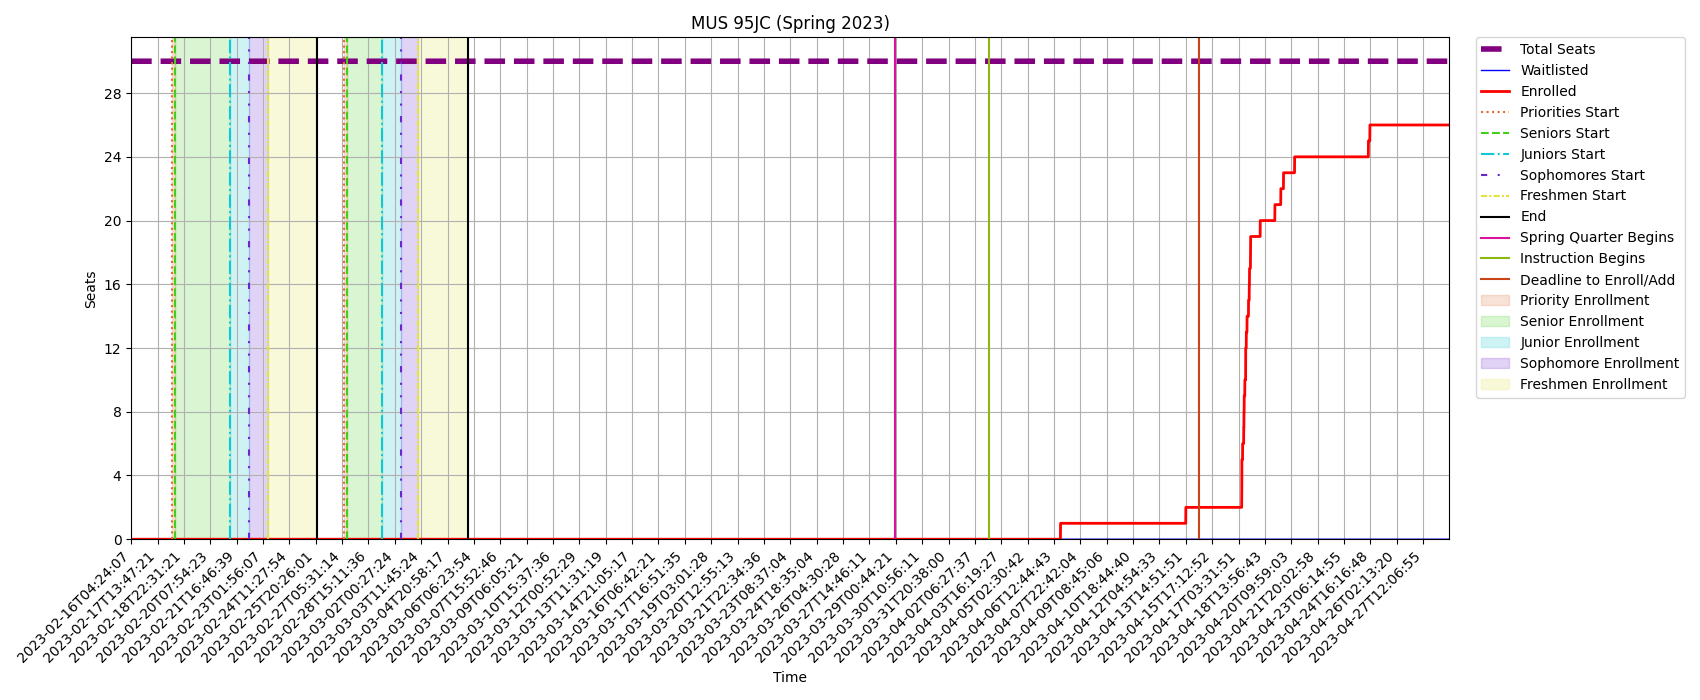 MUS 95JC (Spring 2023)
Total Seats
Waitlisted
Enrolled
Priorities Start
Seniors Start
Juniors Start
Sophomores Start
Freshmen Start
End
Spring Quarter Begins
Instruction Begins
Deadline to Enroll/Add
Priority Enrollment
Senior Enrollment
Junior Enrollment
Sophomore Enrollment
Freshmen Enrollment
Seats
28
24
20
16
12
8
4
0
2023-02-16T04:24:07
2023-02-17T13:47:21
2023-02-18T22:31:21
2023-02-20T07:54:23
2023-02-21T16:46:39
2023-02-23T01:56:07
2023-02-24T11:27:54
2023-02-25T20:26:01
2023-02-27T05:31:14
2023-02-28T15:11:36
2023-03-02T00:27:24
2023-03-03T11:45:24
2023-03-04T20:58:17
2023-03-06T06:23:54
2023-03-07T15:52:46
2023-03-09T06:05:21
2023-03-10T15:37:36
2023-03-12T00:52:29
2023-03-13T11:31:19
2023-03-14T21:05:17
2023-03-16T06:42:21
2023-03-17T16:51:35
2023-03-19T03:01:28
2023-03-20T12:55:13
2023-03-21T22:34:36
2023-03-23T08:37:04
2023-03-24T18:35:04
2023-03-26T04:30:28
2023-03-27T14:46:11
2023-03-29T00:44:21
2023-03-30T10:56:11
2023-03-31T20:38:00
2023-04-02T06:27:37
2023-04-03T16:19:27
2023-04-05T02:30:42
2023-04-06T12:44:43
2023-04-07T22:42:04
2023-04-09T08:45:06
2023-04-10T18:44:40
2023-04-12T04:54:33
2023-04-13T14:51:51
2023-04-15T17:12:52
2023-04-17T03:31:51
2023-04-18T13:56:43
2023-04-20T09:59:03
2023-04-21T20:02:58
2023-04-23T06:14:55
2023-04-24T16:16:48
2023-04-26T02:13:20
2023-04-27T12:06:55
Time